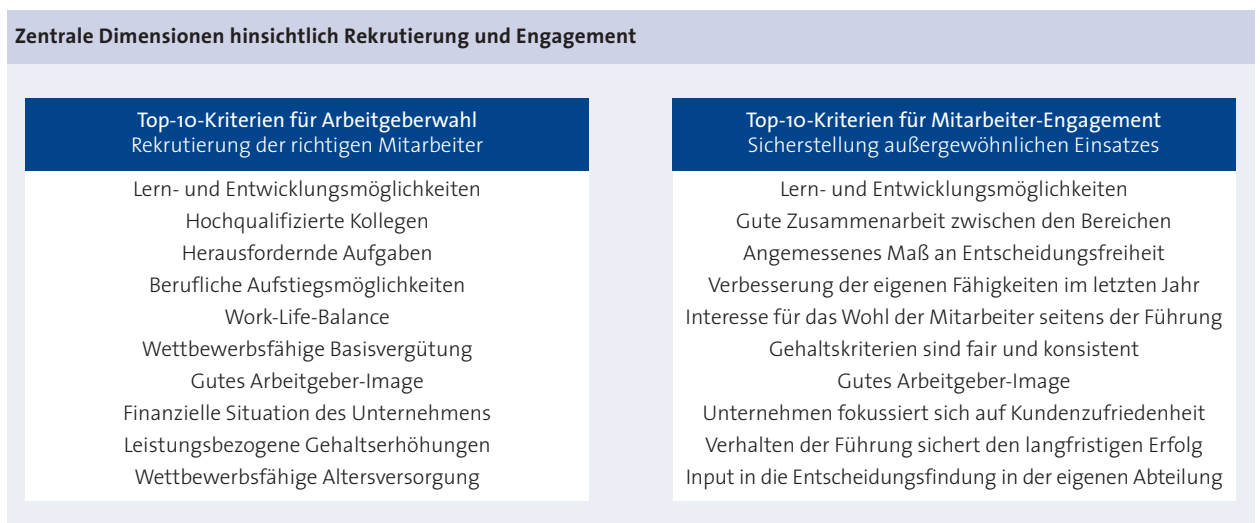 Zentrale Dimensionen hinsichtlich Rekrutierung und Engagement
Top-10-Kriterien für Arbeitgeberwahl
Rekrutierung der richtigen Mitarbeiter
Lern- und Entwicklungsmöglichkeiten
Hochqualifizierte Kollegen
Herausfordernde Aufgaben
Berufliche Aufstiegsmöglichkeiten
Work-Life-Balance
Wettbewerbsfähige Basisvergütung
Gutes Arbeitgeber-Image
Finanzielle Situation des Unternehmens
Leistungsbezogene Gehaltserhöhungen
Wettbewerbsfähige Altersversorgung
Top-10-Kriterien für Mitarbeiter-Engagement
Sicherstellung außergewöhnlichen Einsatzes
Lern- und Entwicklungsmöglichkeiten
Gute Zusammenarbeit zwischen den Bereichen
Angemessenes Maß an Entscheidungsfreiheit
Verbesserung der eigenen Fähigkeiten im letzten Jahr
Interesse für das Wohl der Mitarbeiter seitens der Führung
Gehaltskriterien sind fair und konsistent
Gutes Arbeitgeber-Image
Unternehmen fokussiert sich auf Kundenzufriedenheit
Verhalten der Führung sichert den langfristigen Erfolg
Input in die Entscheidungsfindung in der eigenen Abteilung